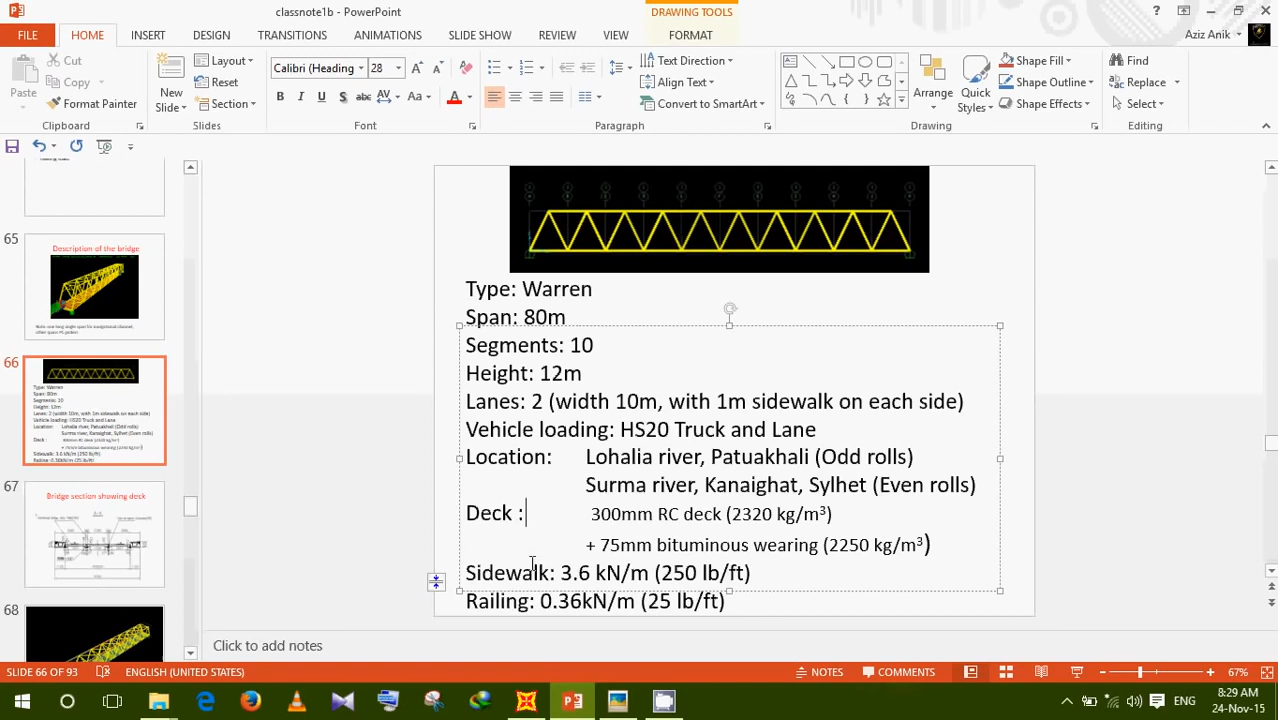 classnote1b - PowerPoint
DRAWING TOOLS
FILE
HOME
INSERT
DESIGN
TRANSITIONS
ANIMATIONS
SLIDE SHOW
REVIEW
VIEW
FORMAT
Aziz Anik
Paste
Cut
Copy
Format Painter
Clipboard
New Slide
Layout
Reset
Section
Slides
Calibri (Heading
28
Font
Text Direction
Align Text
Convert to SmartArt
Paragraph
Arrange
Quick Styles
Shape Fill
Shape Outline
Shape Effects
Drawing
Find
Replace
Select
Editing
65
Description of the bridge
66
67
Bridge section showing deck
68
Type: Warren
Span: 80m
Segments: 10
Height: 12m
Lanes: 2 (width 10m, with 1m sidewalk on each side)
Vehicle loading: HS20 Truck and Lane
Location: Lohalia river, Patuakhali (Odd rolls)
Surma river, Kanaighat, Sylhet (Even rolls)
Deck : 300mm RC deck (2320 kg/m³)
+ 75mm bituminous wearing (2250 kg/m³)
Sidewalk: 3.6 kN/m (250 lb/ft)
Railing: 0.36kN/m (25 lb/ft)
Click to add notes
SLIDE 66 OF 93
ENGLISH (UNITED STATES)
NOTES
COMMENTS
67%
ENG
8:29 AM
24-Nov-15